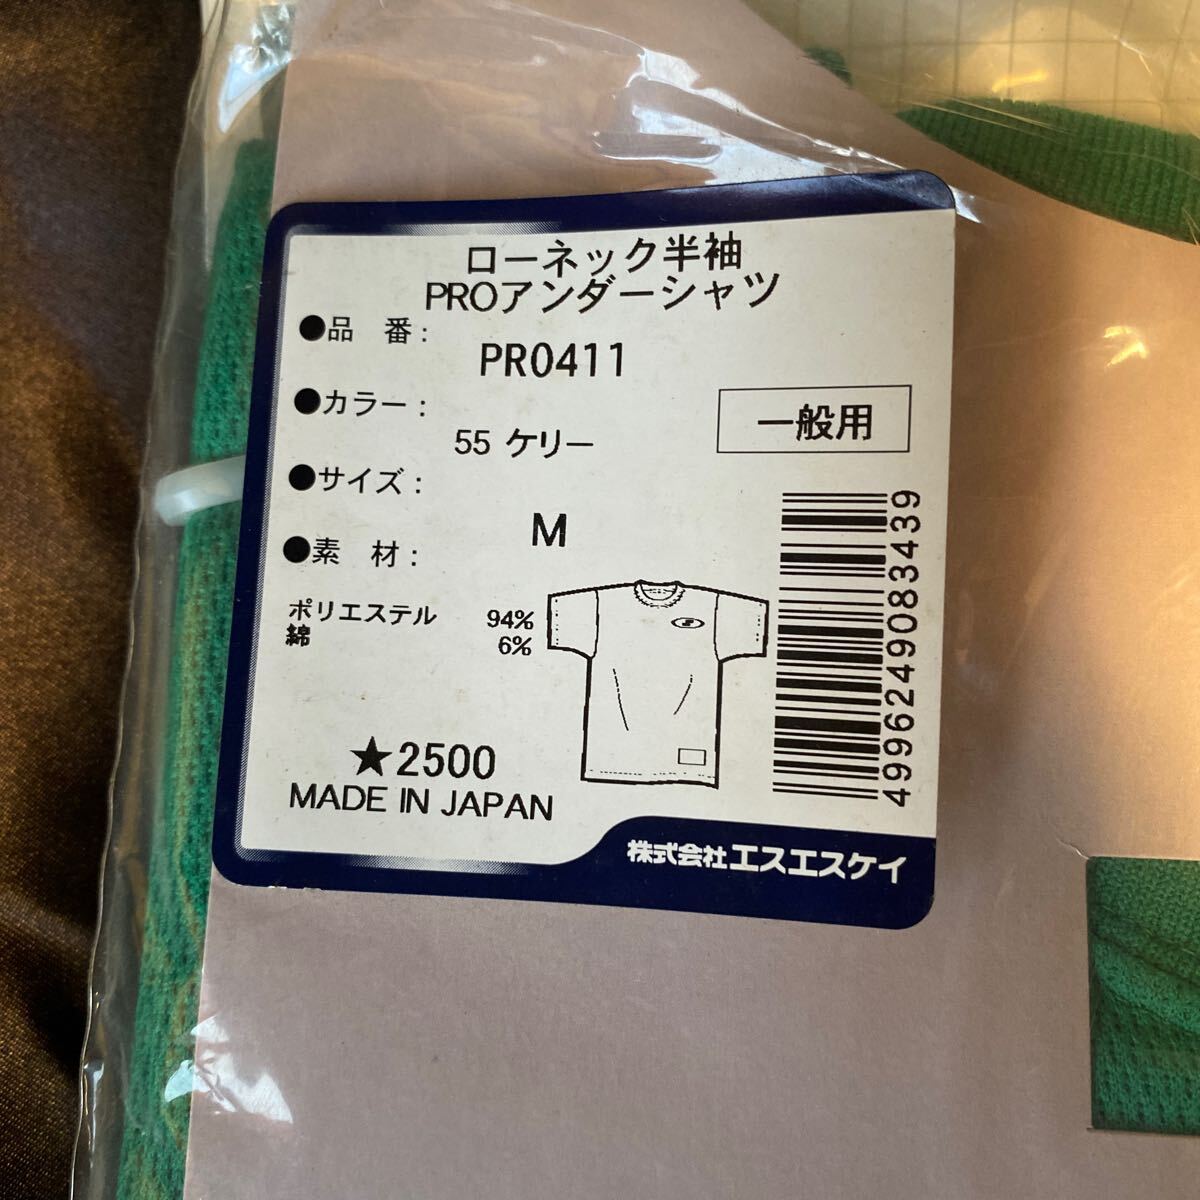 ローネック半袖
PROアンダーシャツ
●品 番：
PRO411
●カラー：
55 ケリー
一般用
●サイズ：
M
●素 材：
ポリエステル 94%
綿 6%
★2500
MADE IN JAPAN
4996249083439
株式会社エスエスケイ